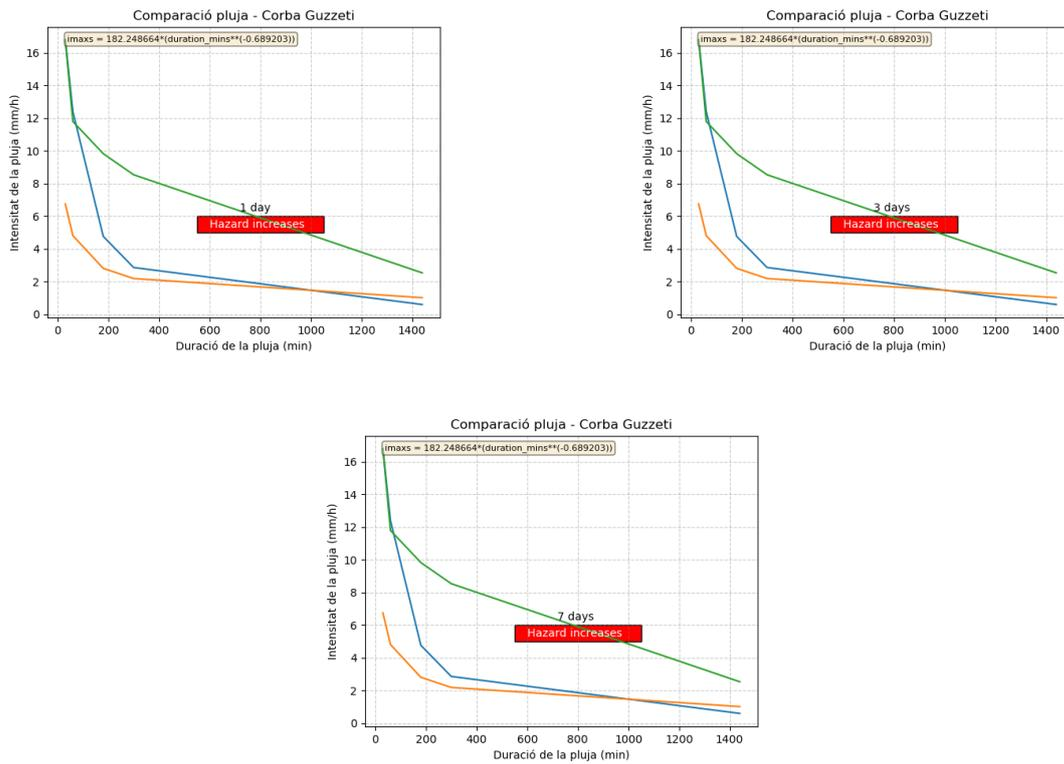 Comparació pluja - Corba Guzzeti
imaxs = 182.248664*(duration_mins**(-0.689203))
16
14
12
10
8
6
4
2
0
Intensitat de la pluja (mm/h)
1 day
Hazard increases
0 200 400 600 800 1000 1200 1400
Duració de la pluja (min)
Comparació pluja - Corba Guzzeti
imaxs = 182.248664*(duration_mins**(-0.689203))
16
14
12
10
8
6
4
2
0
Intensitat de la pluja (mm/h)
3 days
Hazard increases
0 200 400 600 800 1000 1200 1400
Duració de la pluja (min)
Comparació pluja - Corba Guzzeti
imaxs = 182.248664*(duration_mins**(-0.689203))
16
14
12
10
8
6
4
2
0
Intensitat de la pluja (mm/h)
7 days
Hazard increases
0 200 400 600 800 1000 1200 1400
Duració de la pluja (min)